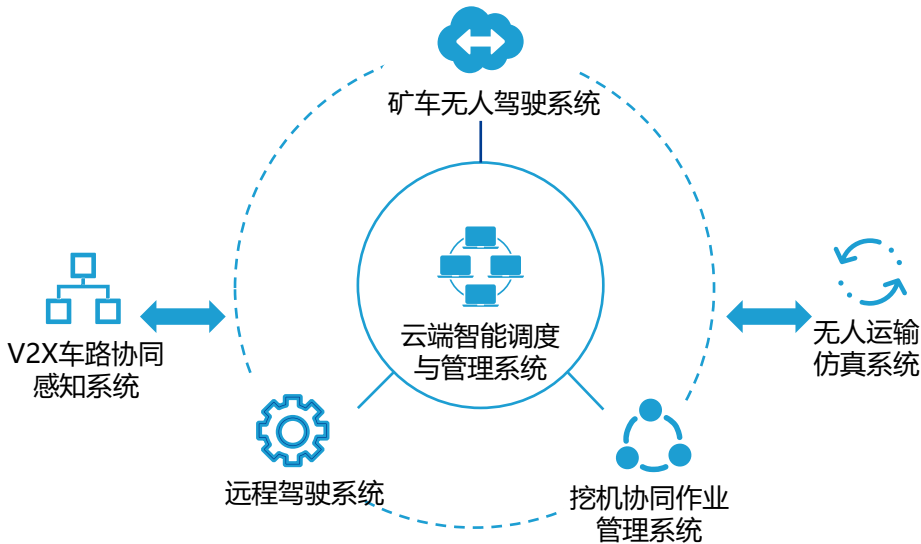 矿车无人驾驶系统
云端智能调度
与管理系统
V2X车路协同
感知系统
无人运输
仿真系统
远程驾驶系统
挖机协同作业
管理系统